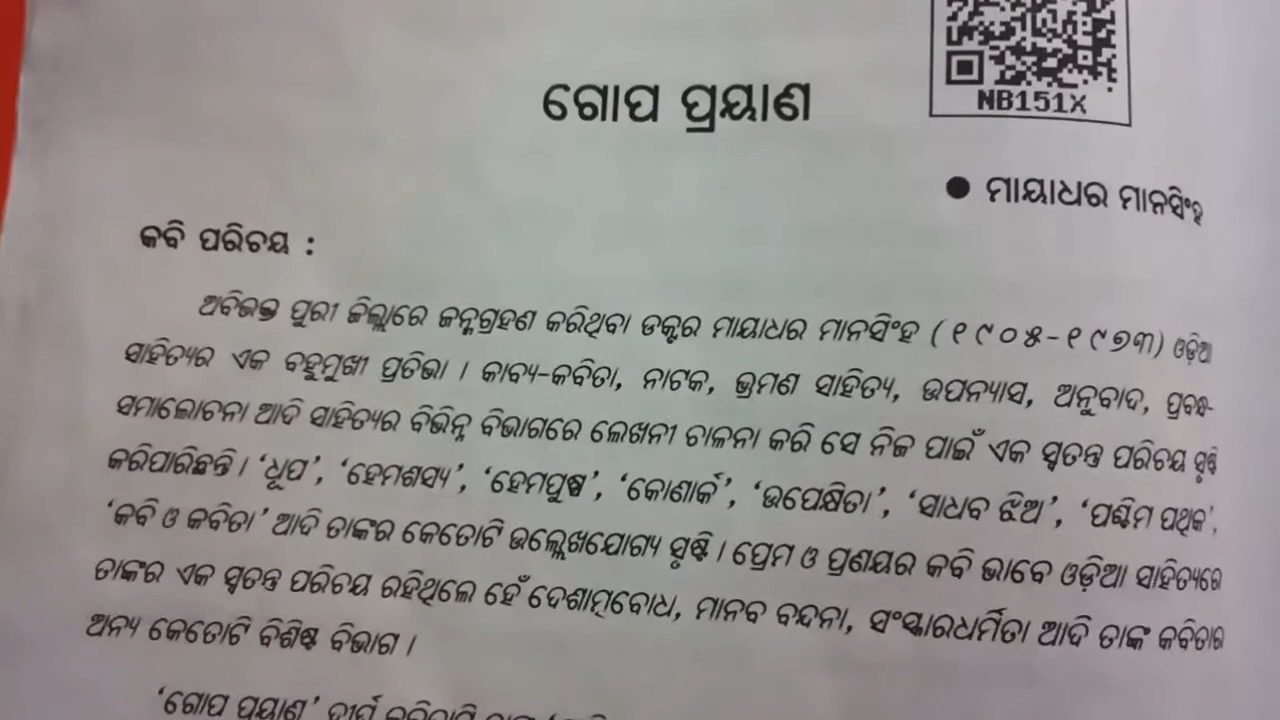 NB151X
ଗୋପ ପ୍ରୟାଣ
● ମାୟାଧର ମାନସିଂହ
କବି ପରିଚୟ :
ଅବିଭକ୍ତ ପୁରୀ ଜିଲ୍ଲାରେ ଜନ୍ମଗ୍ରହଣ କରିଥିବା ଡକ୍ଟର ମାୟାଧର ମାନସିଂହ (୧୯୦୫-୧୯୭୩) ଓଡ଼ିଆ
ସାହିତ୍ୟର ଏକ ବହୁମୁଖୀ ପ୍ରତିଭା । କାବ୍ୟ-କବିତା, ନାଟକ, ଭ୍ରମଣ ସାହିତ୍ୟ, ଉପନ୍ୟାସ, ଅନୁବାଦ, ପ୍ରବନ୍ଧ-
ସମାଲୋଚନା ଆଦି ସାହିତ୍ୟର ବିଭିନ୍ନ ବିଭାଗରେ ଲେଖନୀ ଚାଳନା କରି ସେ ନିଜ ପାଇଁ ଏକ ସ୍ୱତନ୍ତ୍ର ପରିଚୟ ସୃଷ୍ଟି
କରିପାରିଛନ୍ତି । ‘ଧୂପ’, ‘ହେମଶସ୍ୟ’, ‘ହେମପୁଷ୍ପ’, ‘କୋଣାର୍କ’, ‘ଉପେକ୍ଷିତା’, ‘ସାଧବ ଝିଅ’, ‘ପଶ୍ଚିମ ପଥିକ’,
‘କବି ଓ କବିତା’ ଆଦି ତାଙ୍କର କେତୋଟି ଉଲ୍ଲେଖଯୋଗ୍ୟ ସୃଷ୍ଟି । ପ୍ରେମ ଓ ପ୍ରଣୟର କବି ଭାବେ ଓଡ଼ିଆ ସାହିତ୍ୟରେ
ତାଙ୍କର ଏକ ସ୍ୱତନ୍ତ୍ର ପରିଚୟ ରହିଥିଲେ ହେଁ ଦେଶାତ୍ମବୋଧ, ମାନବ ବନ୍ଦନା, ସଂସ୍କାରଧର୍ମିତା ଆଦି ତାଙ୍କ କବିତାର
ଅନ୍ୟ କେତୋଟି ବିଶିଷ୍ଟ ବିଭାଗ ।
‘ଗୋପ ପ୍ରୟାଣ’